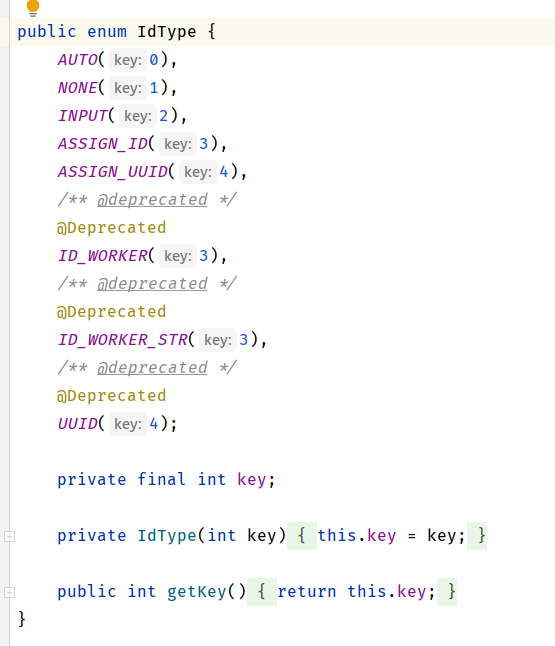 public enum IdType {
AUTO( key: 0),
NONE( key: 1),
INPUT( key: 2),
ASSIGN_ID( key: 3),
ASSIGN_UUID( key: 4),
/** @deprecated */
@Deprecated
ID_WORKER( key: 3),
/** @deprecated */
@Deprecated
ID_WORKER_STR( key: 3),
/** @deprecated */
@Deprecated
UUID( key: 4);
private final int key;
private IdType(int key) { this.key = key; }
public int getKey() { return this.key; }
}